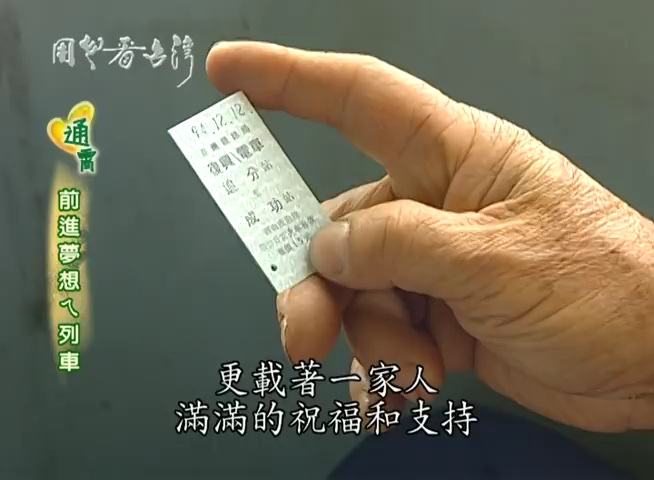 用心看台灣
通霄
前進夢想ㄟ列車
94.12.12
復興\電車
追分站
成功站
更載著一家人
滿滿的祝福和支持